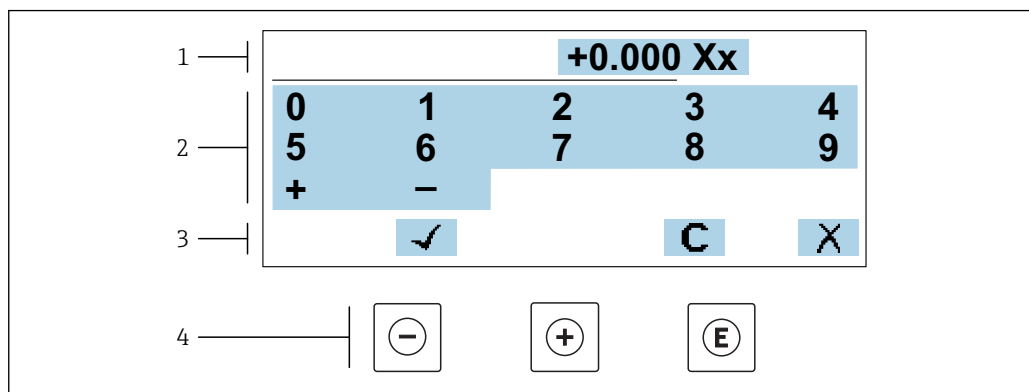 1 +0.000 Xx
0 1 2 3 4
2 5 6 7 8 9
+ −
3 ✓ C X
4 − + E